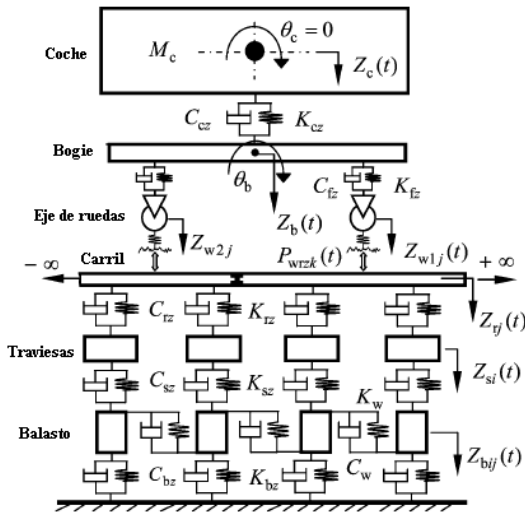 Coche
M_c
θ_c = 0
Z_c(t)
C_cz
K_cz
Bogie
θ_b
C_fz
K_fz
Z_b(t)
Eje de ruedas
Z_w2j
P_wrzk(t)
Z_w1j(t)
Carril
− ∞
+ ∞
C_rz
K_rz
Z_rj(t)
Traviesas
Z_si(t)
C_sz
K_sz
K_w
Balasto
Z_bij(t)
C_bz
K_bz
C_w